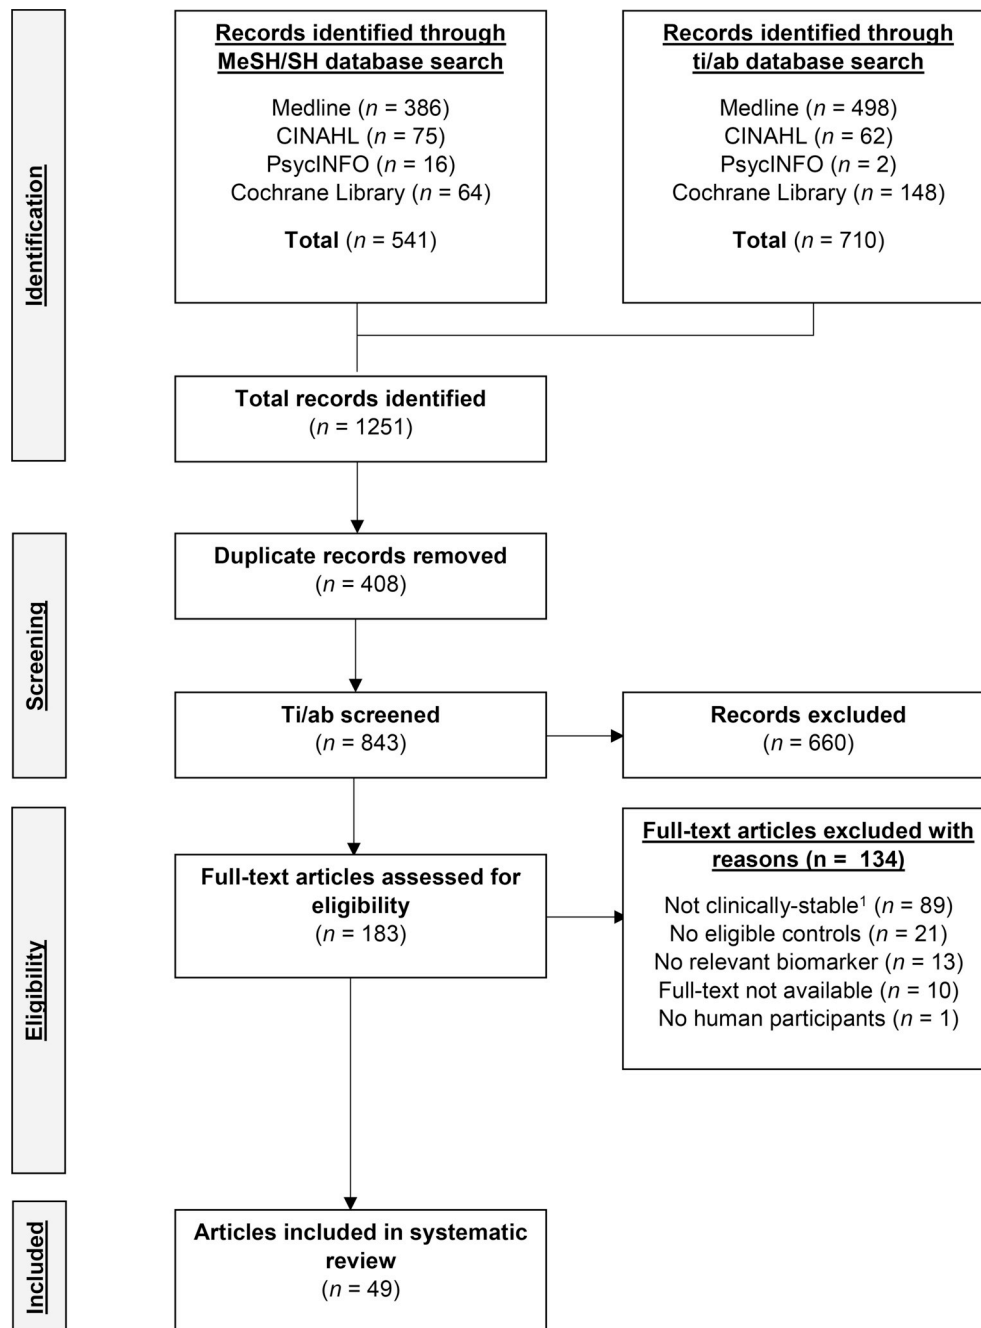 Identification
Records identified through
MeSH/SH database search
Medline (n = 386)
CINAHL (n = 75)
PsycINFO (n = 16)
Cochrane Library (n = 64)
Total (n = 541)
Records identified through
ti/ab database search
Medline (n = 498)
CINAHL (n = 62)
PsycINFO (n = 2)
Cochrane Library (n = 148)
Total (n = 710)
Total records identified
(n = 1251)
Screening
Duplicate records removed
(n = 408)
Ti/ab screened
(n = 843)
Records excluded
(n = 660)
Eligibility
Full-text articles assessed for
eligibility
(n = 183)
Full-text articles excluded with
reasons (n =  134)
Not clinically-stable¹ (n = 89)
No eligible controls (n = 21)
No relevant biomarker (n = 13)
Full-text not available (n = 10)
No human participants (n = 1)
Included
Articles included in systematic
review
(n = 49)